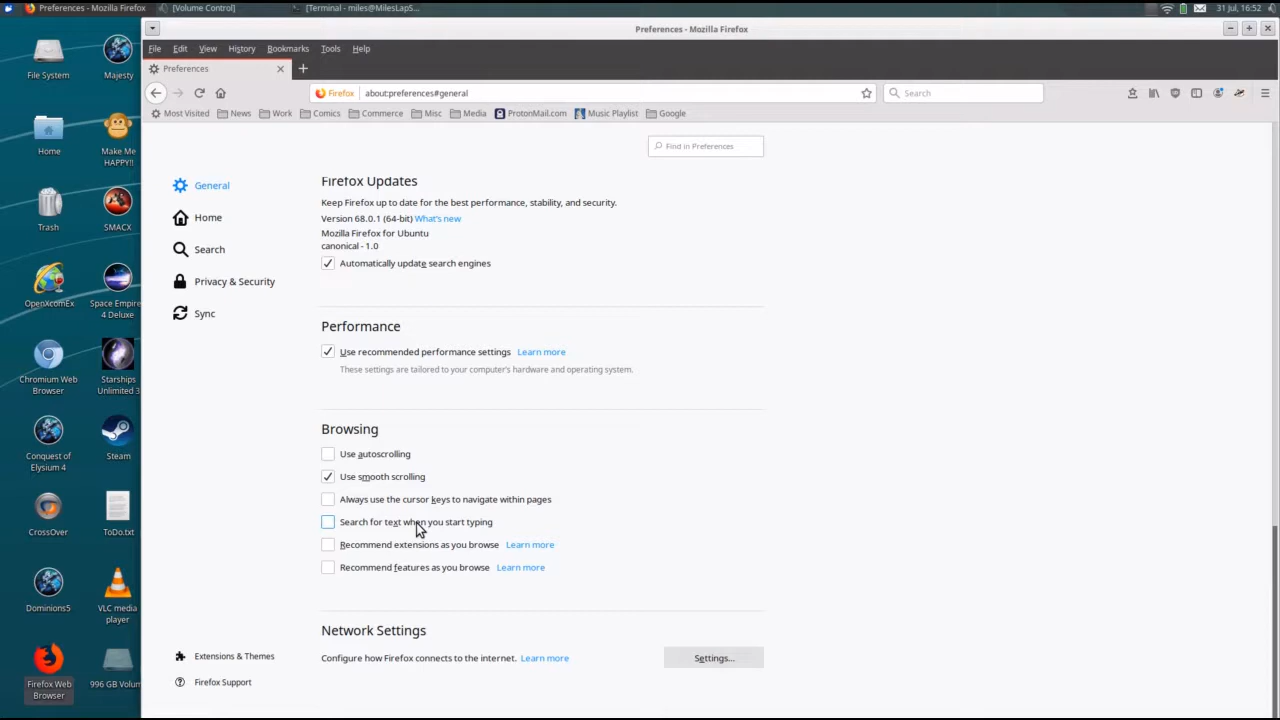 Preferences - Mozilla Firefox
[Volume Control]
[Terminal - miles@MilesLapS...
31 Jul, 16:52
Preferences - Mozilla Firefox
File Edit View History Bookmarks Tools Help
Preferences
Firefox about:preferences#general
Search
Most Visited News Work Comics Commerce Misc Media ProtonMail.com Music Playlist Google
Find in Preferences
General
Home
Search
Privacy & Security
Sync
Extensions & Themes
Firefox Support
Firefox Updates
Keep Firefox up to date for the best performance, stability, and security.
Version 68.0.1 (64-bit) What's new
Mozilla Firefox for Ubuntu
canonical - 1.0
Automatically update search engines
Performance
Use recommended performance settings Learn more
These settings are tailored to your computer's hardware and operating system.
Browsing
Use autoscrolling
Use smooth scrolling
Always use the cursor keys to navigate within pages
Search for text when you start typing
Recommend extensions as you browse Learn more
Recommend features as you browse Learn more
Network Settings
Configure how Firefox connects to the internet. Learn more
Settings...
File System
Majesty
Home
Make Me
HAPPY!!
Trash
SMACX
OpenXcomEx
Space Empire
4 Deluxe
Chromium Web
Browser
Starships
Unlimited 3
Conquest of
Elysium 4
Steam
CrossOver
ToDo.txt
Dominions5
VLC media
player
Firefox Web
Browser
996 GB Volum